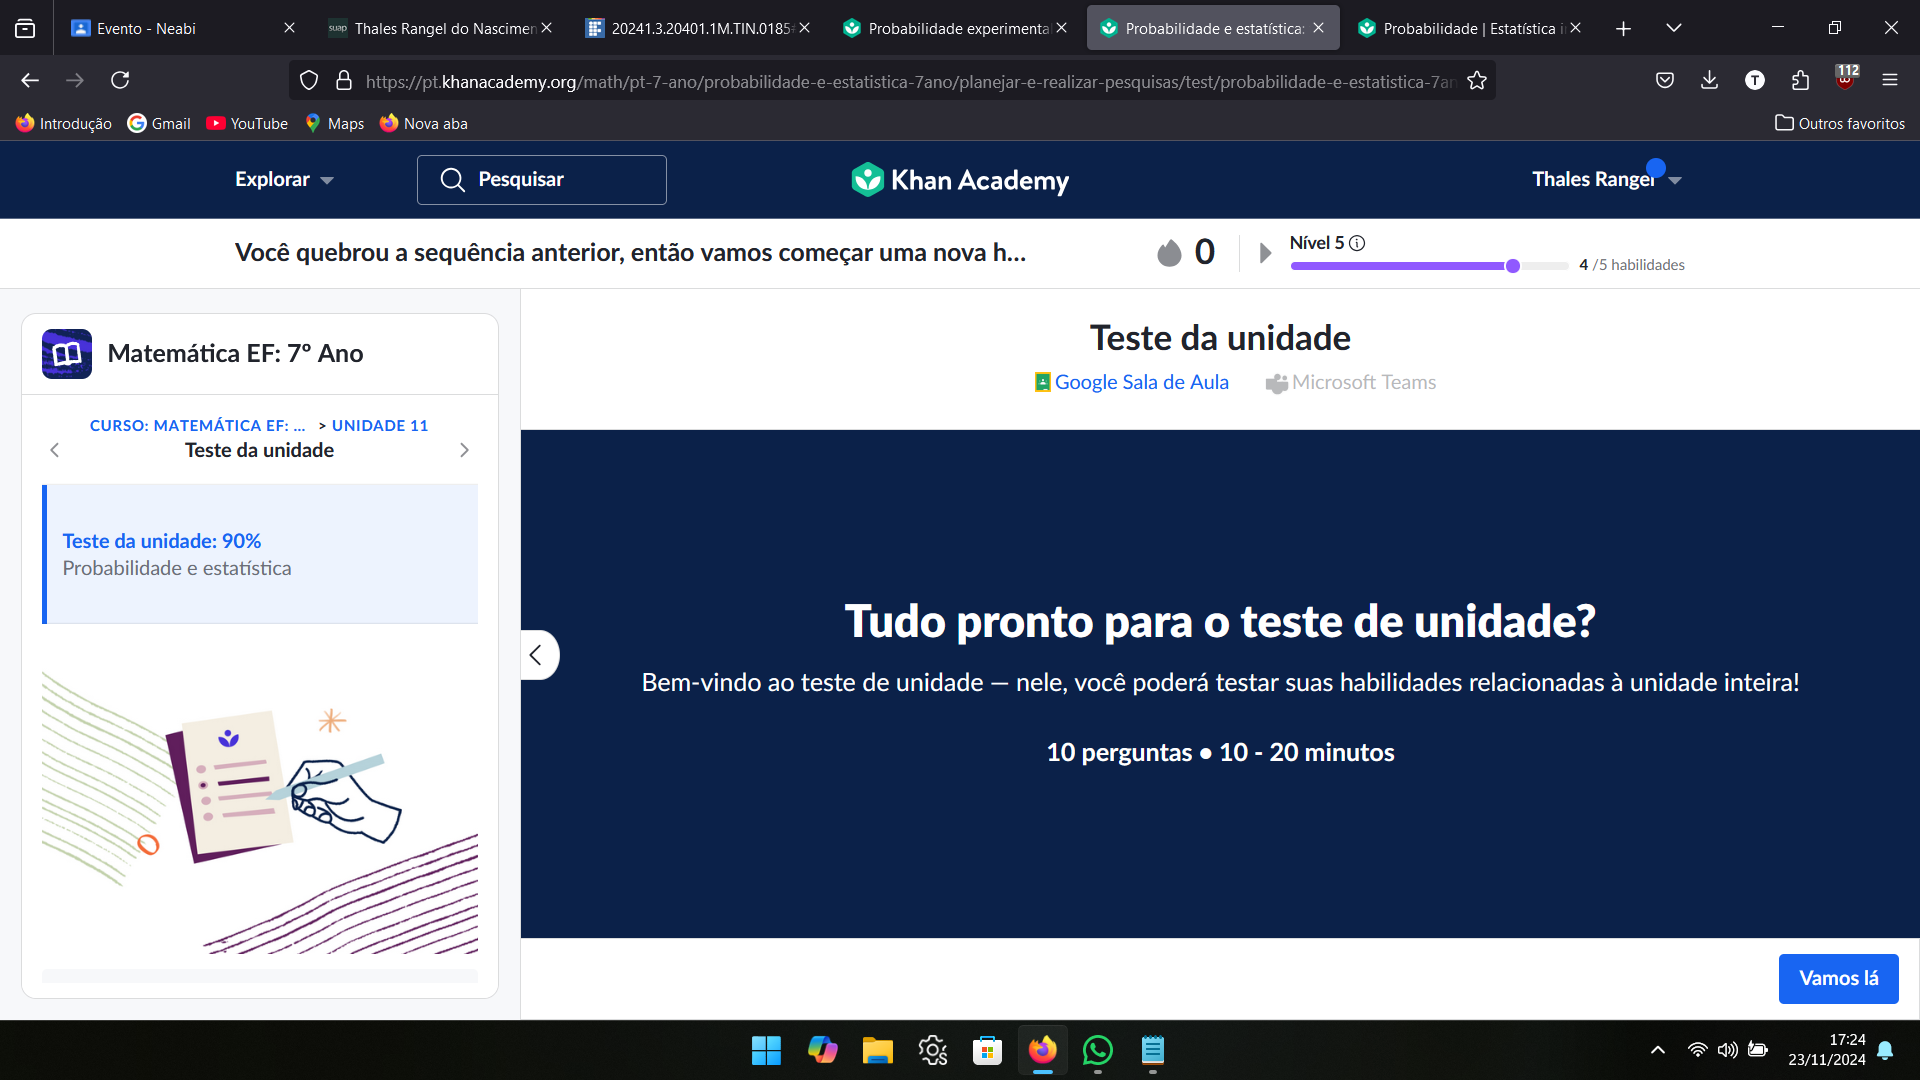 Evento - Neabi
suap
Thales Rangel do Nascimen
20241.3.20401.1M.TIN.0185
Probabilidade experimental
Probabilidade e estatística:
Probabilidade | Estatística i
https://pt.khanacademy.org/math/pt-7-ano/probabilidade-e-estatistica-7ano/planejar-e-realizar-pesquisas/test/probabilidade-e-estatistica-7an
T
112
Introdução
Gmail
YouTube
Maps
Nova aba
Outros favoritos
Explorar
Pesquisar
Khan Academy
Thales Rangel
Você quebrou a sequência anterior, então vamos começar uma nova h...
0
Nível 5
4 /5 habilidades
Matemática EF: 7º Ano
CURSO: MATEMÁTICA EF: ... > UNIDADE 11
Teste da unidade
Teste da unidade: 90%
Probabilidade e estatística
Teste da unidade
Google Sala de Aula
Microsoft Teams
Tudo pronto para o teste de unidade?
Bem-vindo ao teste de unidade — nele, você poderá testar suas habilidades relacionadas à unidade inteira!
10 perguntas • 10 - 20 minutos
Vamos lá
17:24
23/11/2024